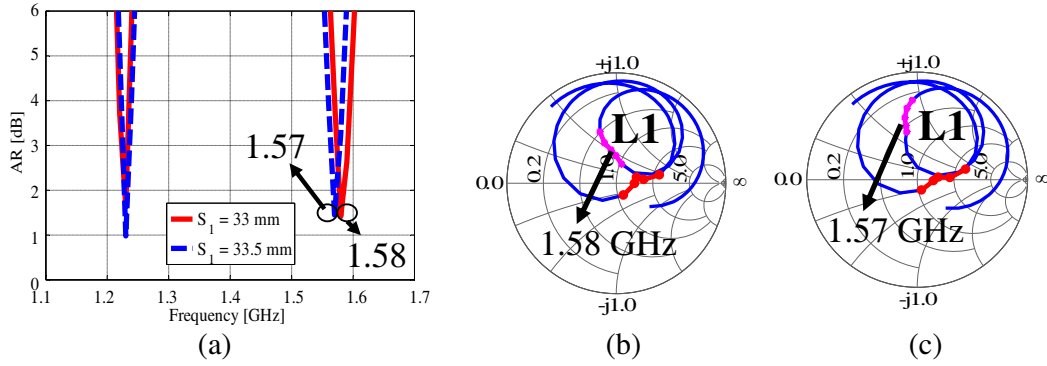 6
5
4
3
2
1
0
AR [dB]
1.1 1.2 1.3 1.4 1.5 1.6 1.7
Frequency [GHz]
1.57
1.58
S1 = 33 mm
S1 = 33.5 mm
(a)
+j1.0
L1
0.0
0.2
1.0
5.0
∞
1.58 GHz
-j1.0
(b)
+j1.0
L1
0.0
0.2
1.0
5.0
∞
1.57 GHz
-j1.0
(c)